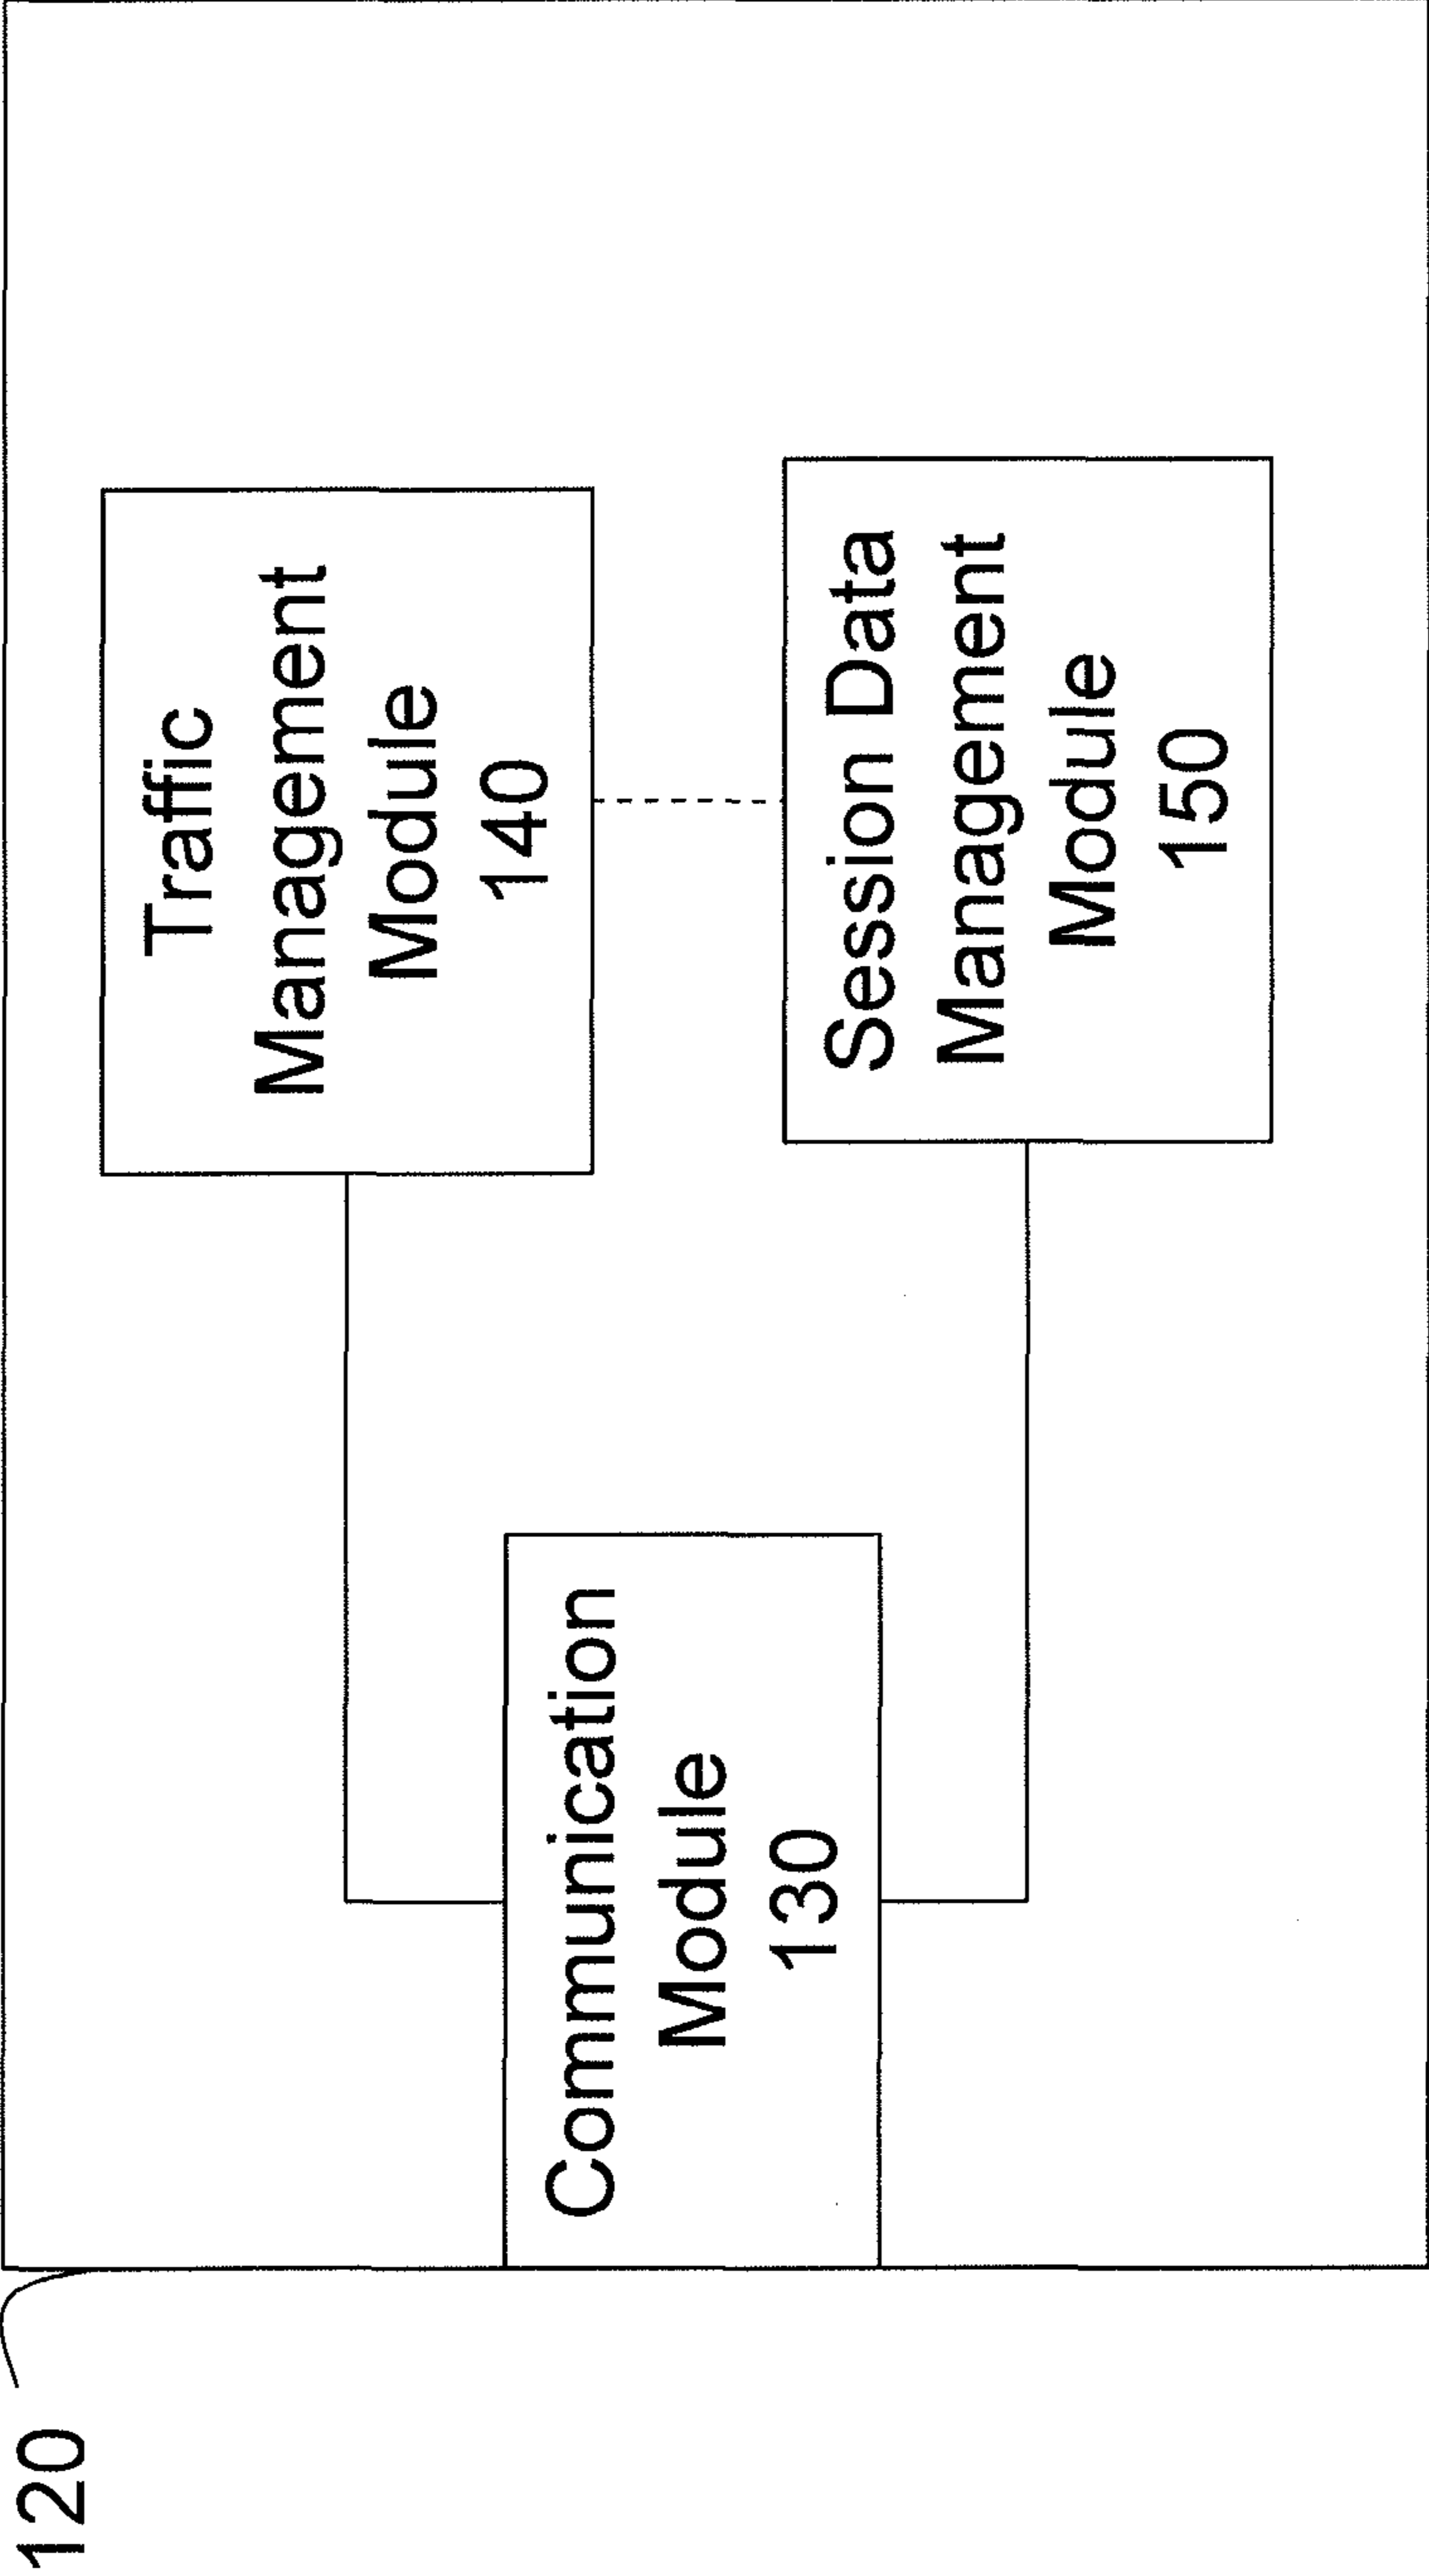 120
Communication
Module
130
Traffic
Management
Module
140
Session Data
Management
Module
150